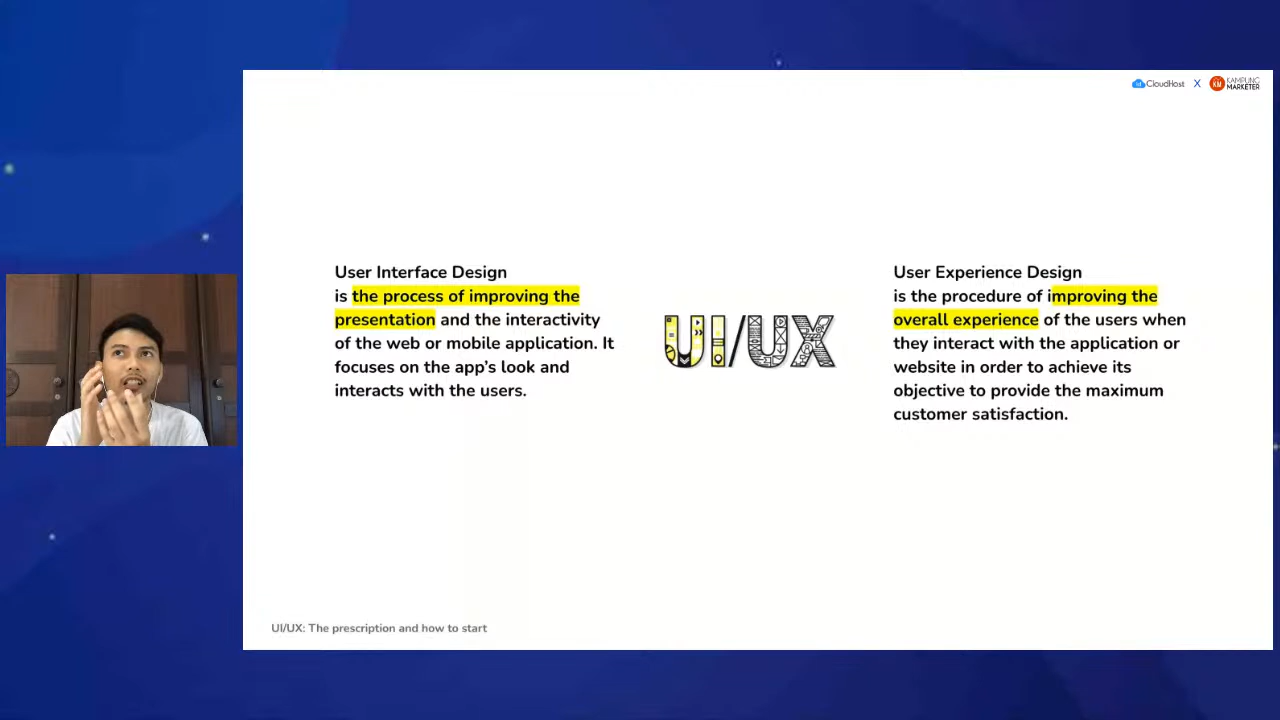 CloudHost X KAMPUNG MARKETER
KM
User Interface Design
is the process of improving the
presentation and the interactivity
of the web or mobile application. It
focuses on the app's look and
interacts with the users.
UI/UX
User Experience Design
is the procedure of improving the
overall experience of the users when
they interact with the application or
website in order to achieve its
objective to provide the maximum
customer satisfaction.
UI/UX: The prescription and how to start